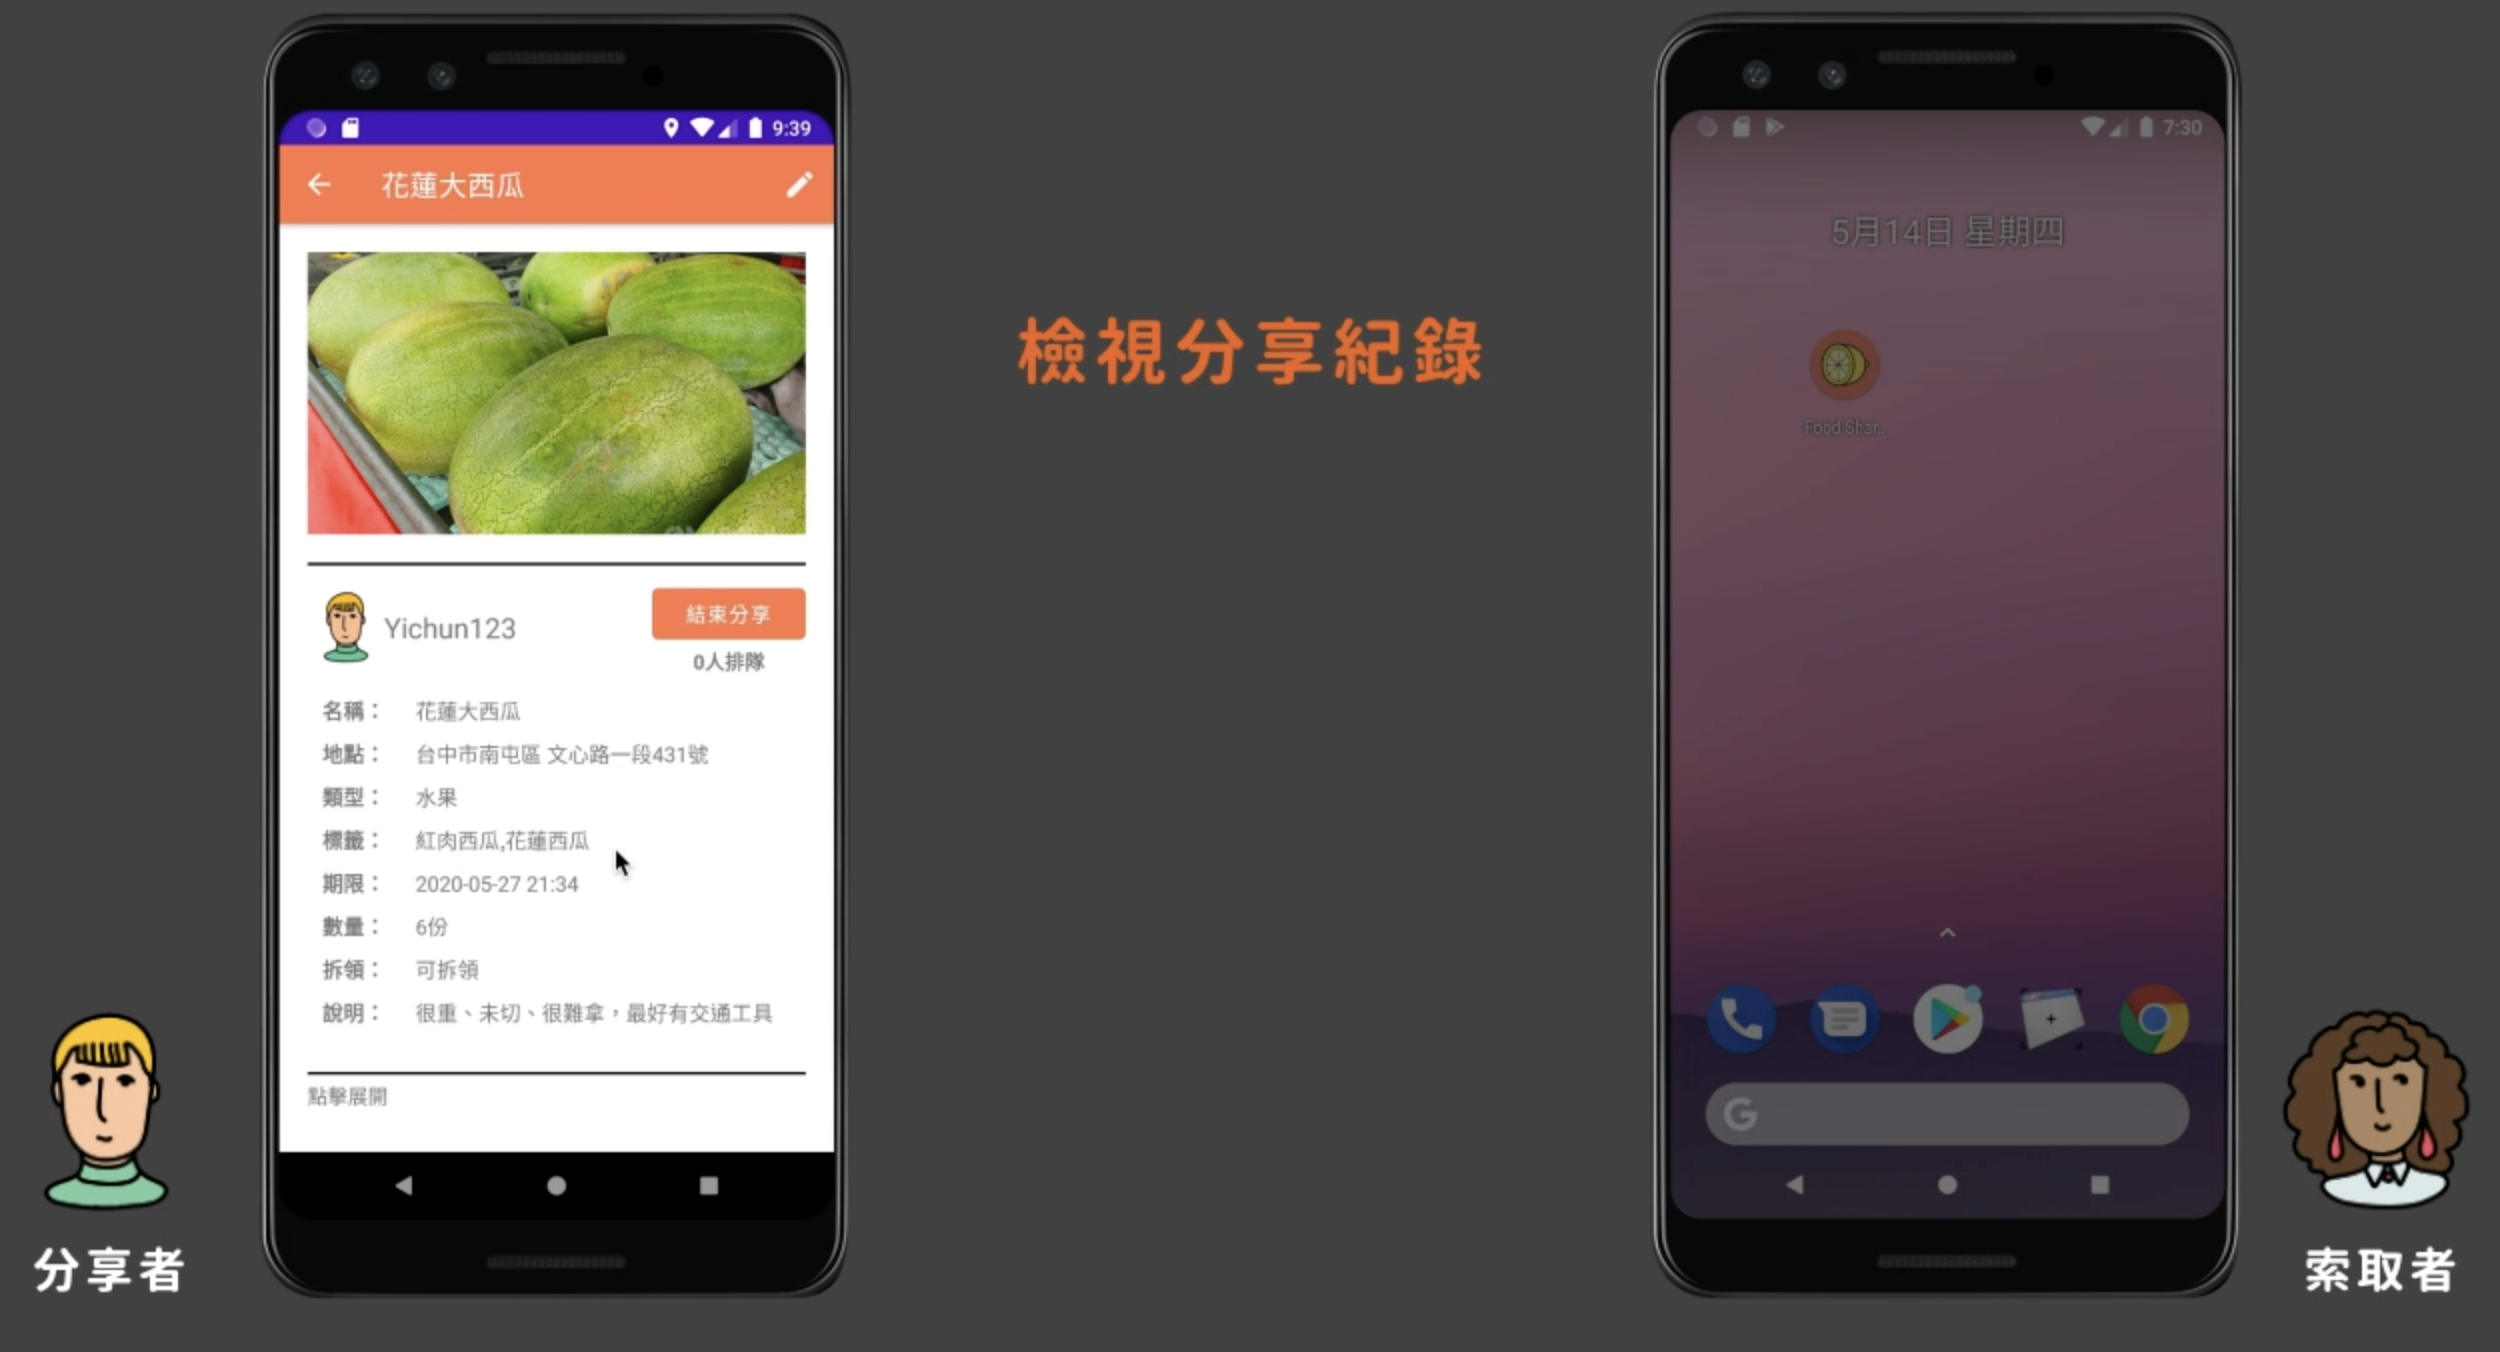 9:39
花蓮大西瓜
Yichun123
結束分享
0人排隊
名稱：花蓮大西瓜
地點：台中市南屯區 文心路一段431號
類型：水果
標籤：紅肉西瓜,花蓮西瓜
期限：2020-05-27 21:34
數量：6份
拆領：可拆領
說明：很重、未切、很難拿，最好有交通工具
點擊展開
分享者
檢視分享紀錄
7:30
5月14日 星期四
Food Shar..
G
索取者